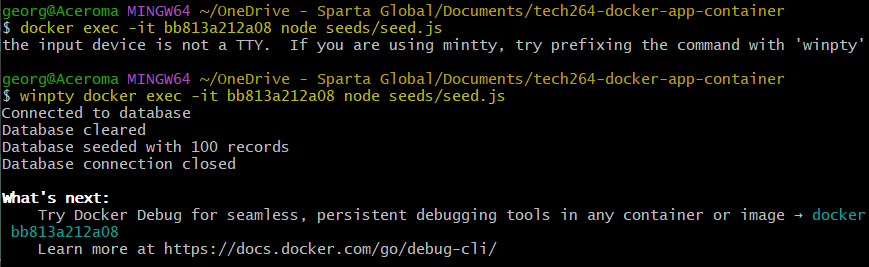 georg@Aceroma MINGW64 ~/OneDrive - Sparta Global/Documents/tech264-docker-app-container
$ docker exec -it bb813a212a08 node seeds/seed.js
the input device is not a TTY.  If you are using mintty, try prefixing the command with 'winpty'
georg@Aceroma MINGW64 ~/OneDrive - Sparta Global/Documents/tech264-docker-app-container
$ winpty docker exec -it bb813a212a08 node seeds/seed.js
Connected to database
Database cleared
Database seeded with 100 records
Database connection closed
What's next:
    Try Docker Debug for seamless, persistent debugging tools in any container or image → docker
 bb813a212a08
    Learn more at https://docs.docker.com/go/debug-cli/